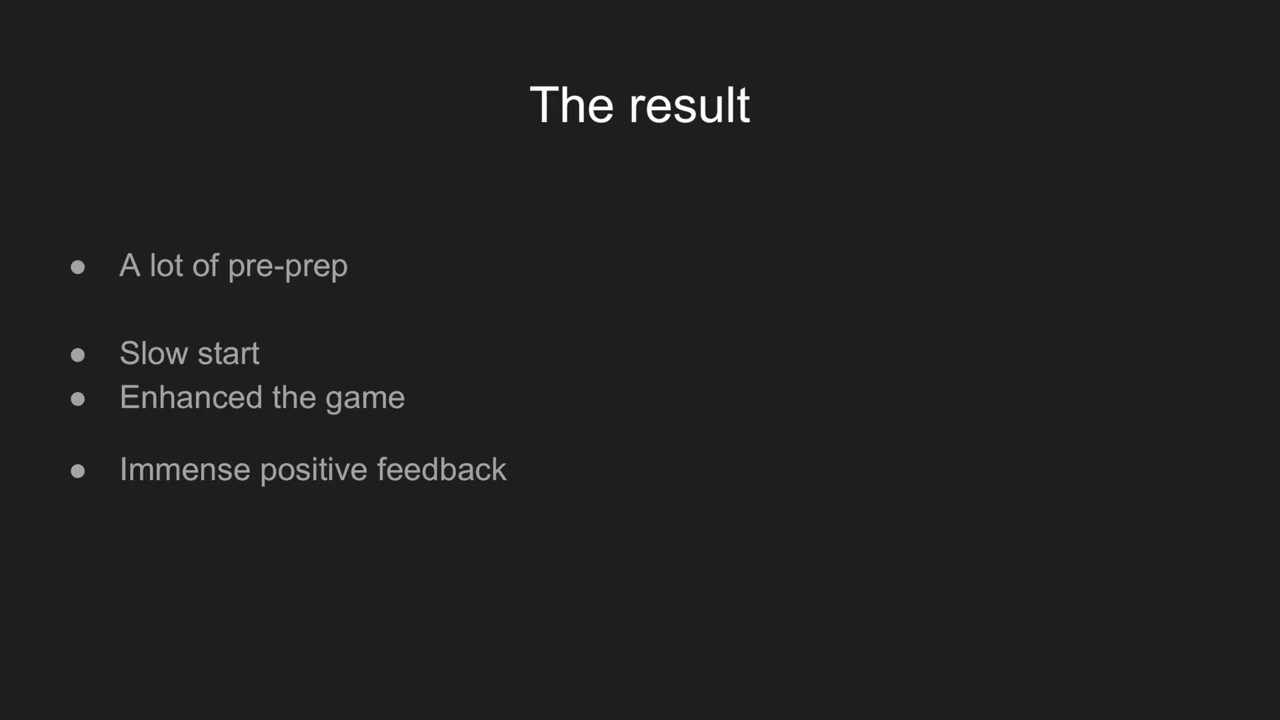 The result
● A lot of pre-prep
● Slow start
● Enhanced the game
● Immense positive feedback